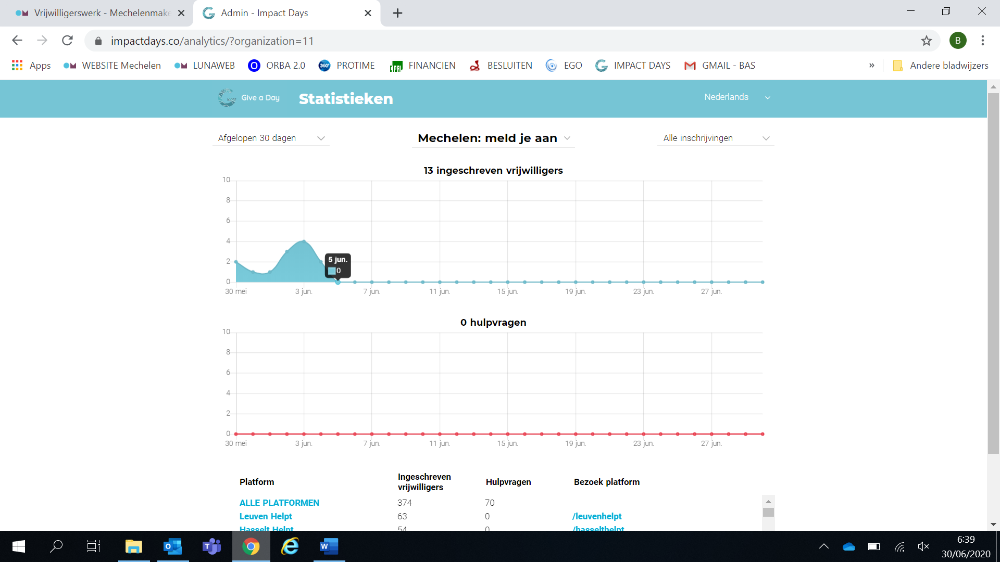 Vrijwilligerswerk - Mechelenmake
Admin - Impact Days
impactdays.co/analytics/?organization=11
B
Apps
WEBSITE Mechelen
LUNAWEB
ORBA 2.0
PROTIME
FINANCIEN
BESLUITEN
EGO
IMPACT DAYS
GMAIL - BAS
»
Andere bladwijzers
Give a Day
Statistieken
Nederlands
Afgelopen 30 dagen
Mechelen: meld je aan
Alle inschrijvingen
13 ingeschreven vrijwilligers
10
8
6
4
2
0
5 jun.
0
30 mei 3 jun. 7 jun. 11 jun. 15 jun. 19 jun. 23 jun. 27 jun.
0 hulpvragen
10
8
6
4
2
0
30 mei 3 jun. 7 jun. 11 jun. 15 jun. 19 jun. 23 jun. 27 jun.
Platform Ingeschreven vrijwilligers Hulpvragen Bezoek platform
ALLE PLATFORMEN 374 70
Leuven Helpt 63 0 /leuvenhelpt
Hasselt Helpt 54 0 /hasselthelpt
6:39
30/06/2020